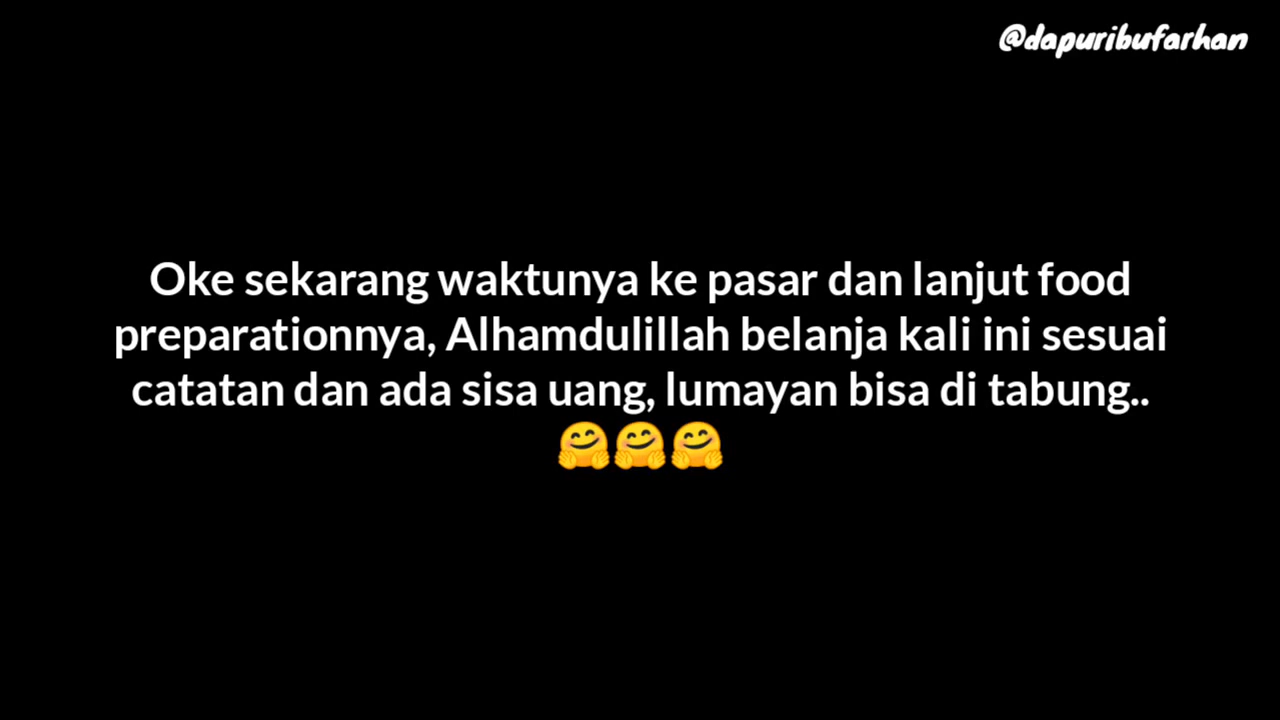 @dapuribufarhan
Oke sekarang waktunya ke pasar dan lanjut food
preparationnya, Alhamdulillah belanja kali ini sesuai
catatan dan ada sisa uang, lumayan bisa di tabung..
🤗🤗🤗